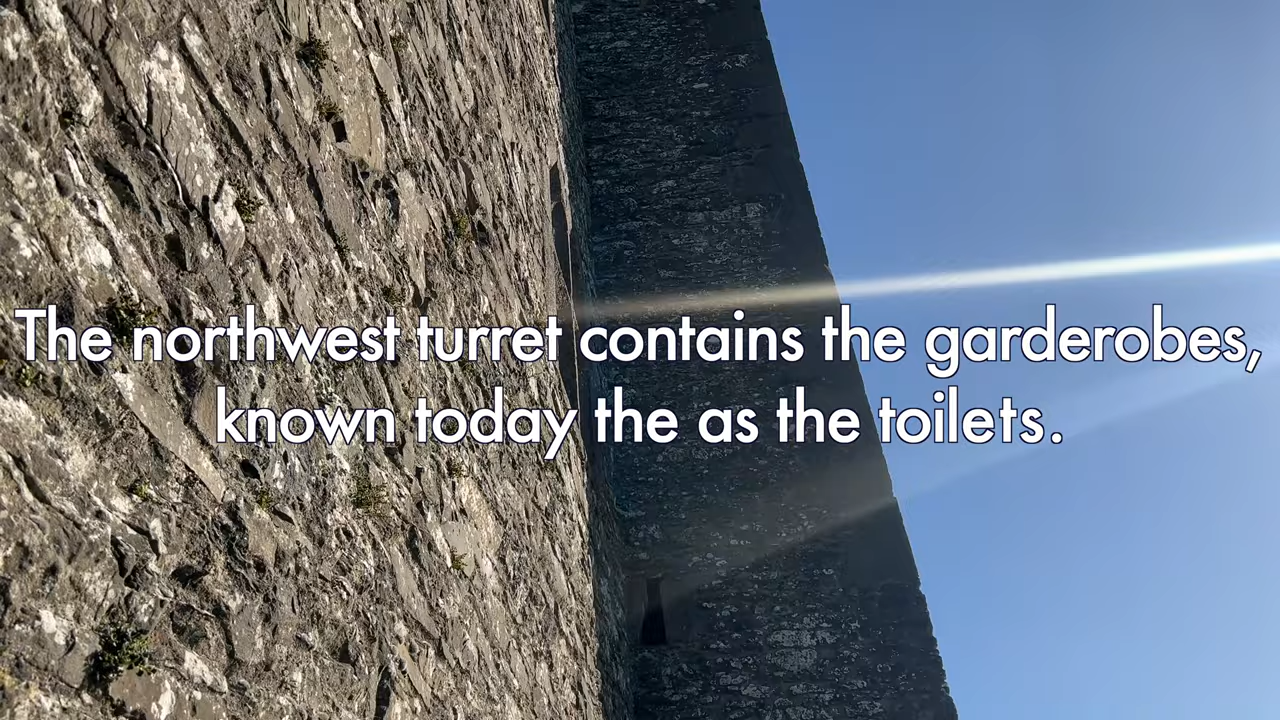 The northwest turret contains the garderobes,
known today the as the toilets.